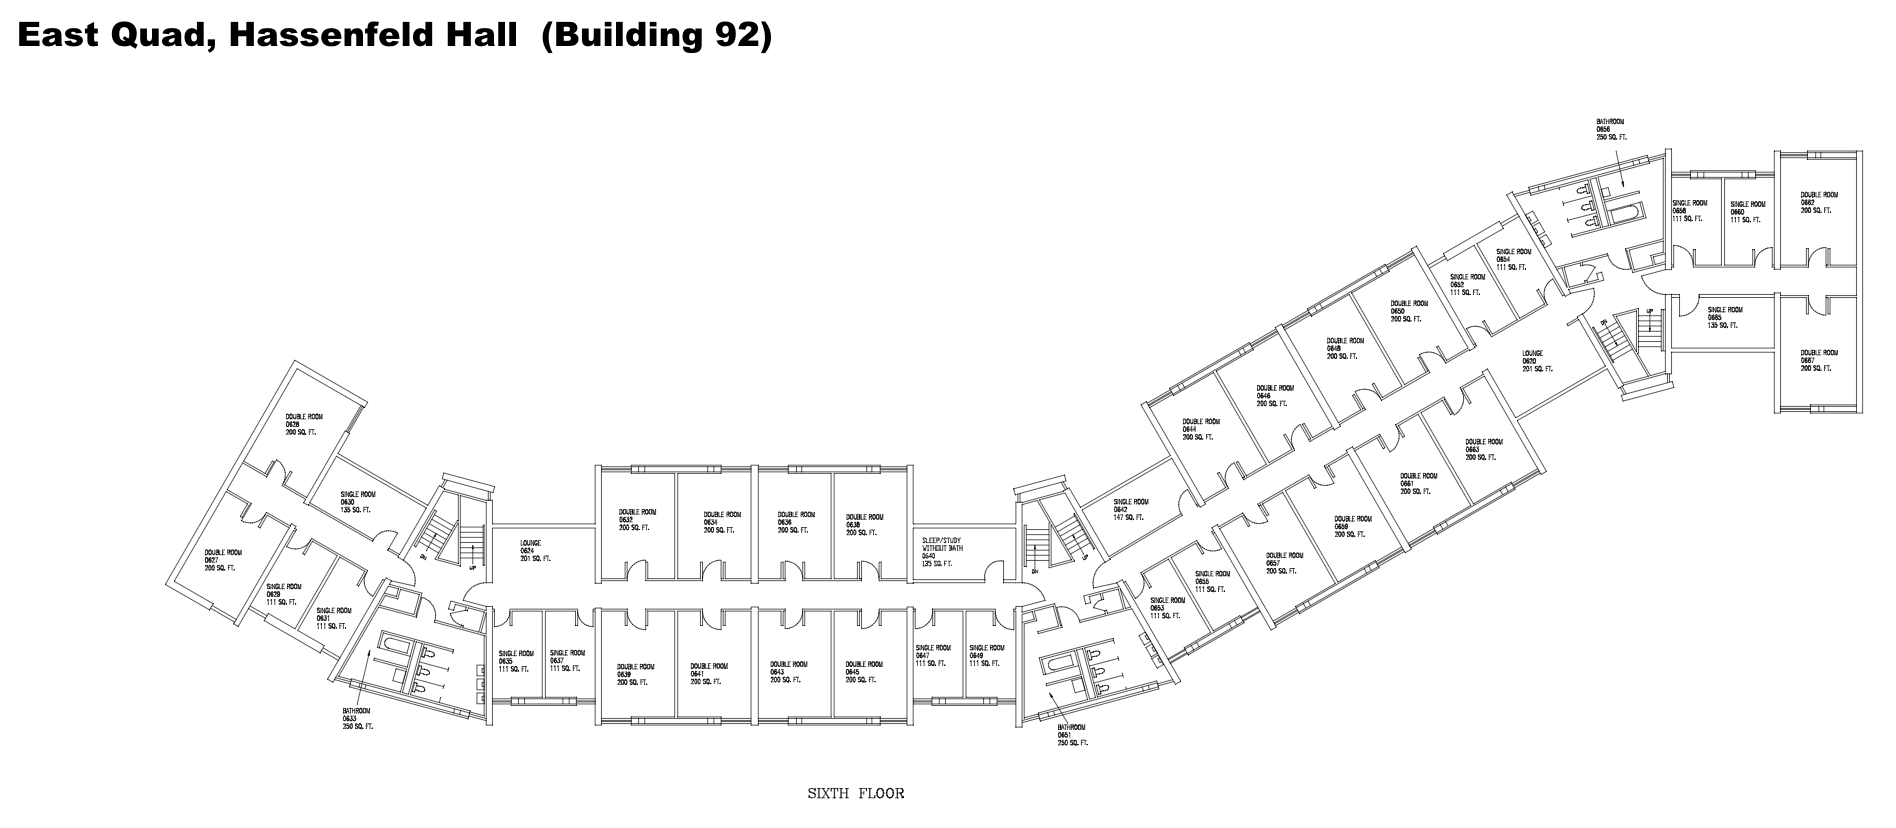 East Quad, Hassenfeld Hall (Building 92)
BATHROOM
0656
250 SQ. FT.
SINGLE ROOM
0658
111 SQ. FT.
SINGLE ROOM
0660
111 SQ. FT.
DOUBLE ROOM
0662
200 SQ. FT.
SINGLE ROOM
0654
111 SQ. FT.
SINGLE ROOM
0652
111 SQ. FT.
DOUBLE ROOM
0650
200 SQ. FT.
DOUBLE ROOM
0648
200 SQ. FT.
DOUBLE ROOM
0646
200 SQ. FT.
DOUBLE ROOM
0644
200 SQ. FT.
SINGLE ROOM
0665
135 SQ. FT.
DOUBLE ROOM
0667
200 SQ. FT.
DN
UP
LOUNGE
0620
201 SQ. FT.
DOUBLE ROOM
0663
200 SQ. FT.
DOUBLE ROOM
0661
200 SQ. FT.
DOUBLE ROOM
0659
200 SQ. FT.
DOUBLE ROOM
0657
200 SQ. FT.
SINGLE ROOM
0655
111 SQ. FT.
SINGLE ROOM
0653
111 SQ. FT.
SINGLE ROOM
0642
147 SQ. FT.
DN
UP
DOUBLE ROOM
0628
200 SQ. FT.
SINGLE ROOM
0630
135 SQ. FT.
DOUBLE ROOM
0627
200 SQ. FT.
SINGLE ROOM
0629
111 SQ. FT.
SINGLE ROOM
0631
111 SQ. FT.
DN
UP
LOUNGE
0624
201 SQ. FT.
DOUBLE ROOM
0632
200 SQ. FT.
DOUBLE ROOM
0634
200 SQ. FT.
DOUBLE ROOM
0636
200 SQ. FT.
DOUBLE ROOM
0638
200 SQ. FT.
SLEEP/STUDY
WITHOUT BATH
0640
135 SQ. FT.
SINGLE ROOM
0635
111 SQ. FT.
SINGLE ROOM
0637
111 SQ. FT.
DOUBLE ROOM
0639
200 SQ. FT.
DOUBLE ROOM
0641
200 SQ. FT.
DOUBLE ROOM
0643
200 SQ. FT.
DOUBLE ROOM
0645
200 SQ. FT.
SINGLE ROOM
0647
111 SQ. FT.
SINGLE ROOM
0649
111 SQ. FT.
BATHROOM
0633
250 SQ. FT.
BATHROOM
0651
250 SQ. FT.
SIXTH FLOOR